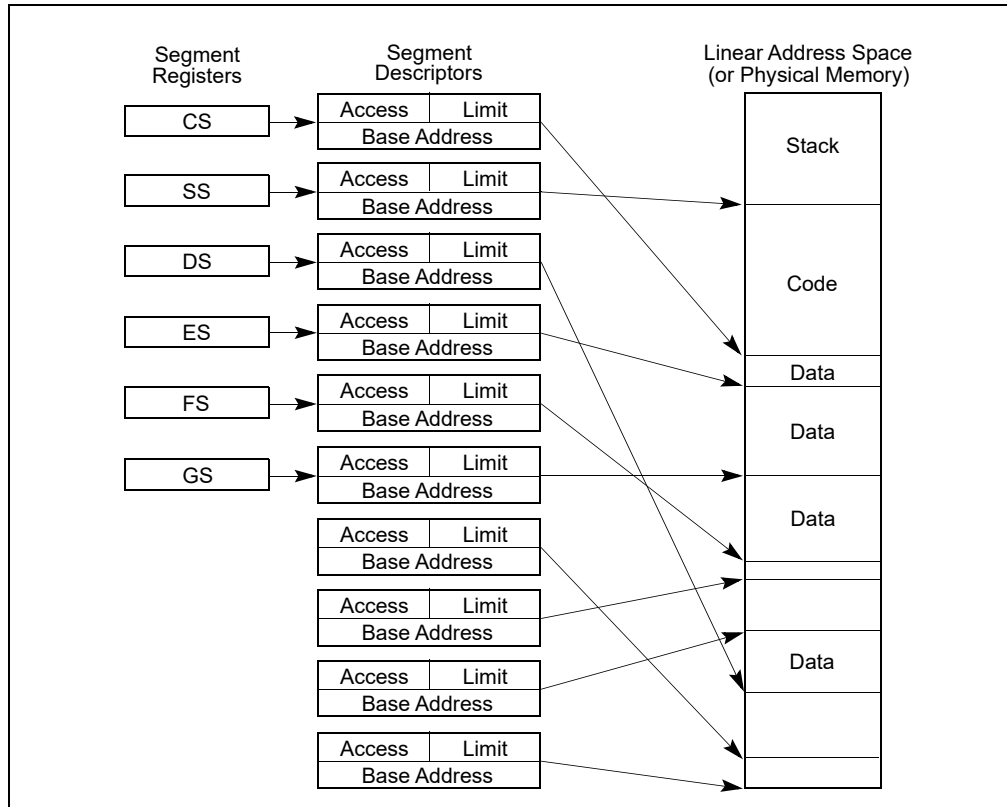 Segment
Registers
Segment
Descriptors
Linear Address Space
(or Physical Memory)
CS
Access Limit
Base Address
Stack
SS
Access Limit
Base Address
DS
Access Limit
Base Address
Code
ES
Access Limit
Base Address
Data
FS
Access Limit
Base Address
Data
GS
Access Limit
Base Address
Data
Access Limit
Base Address
Access Limit
Base Address
Access Limit
Base Address
Data
Access Limit
Base Address